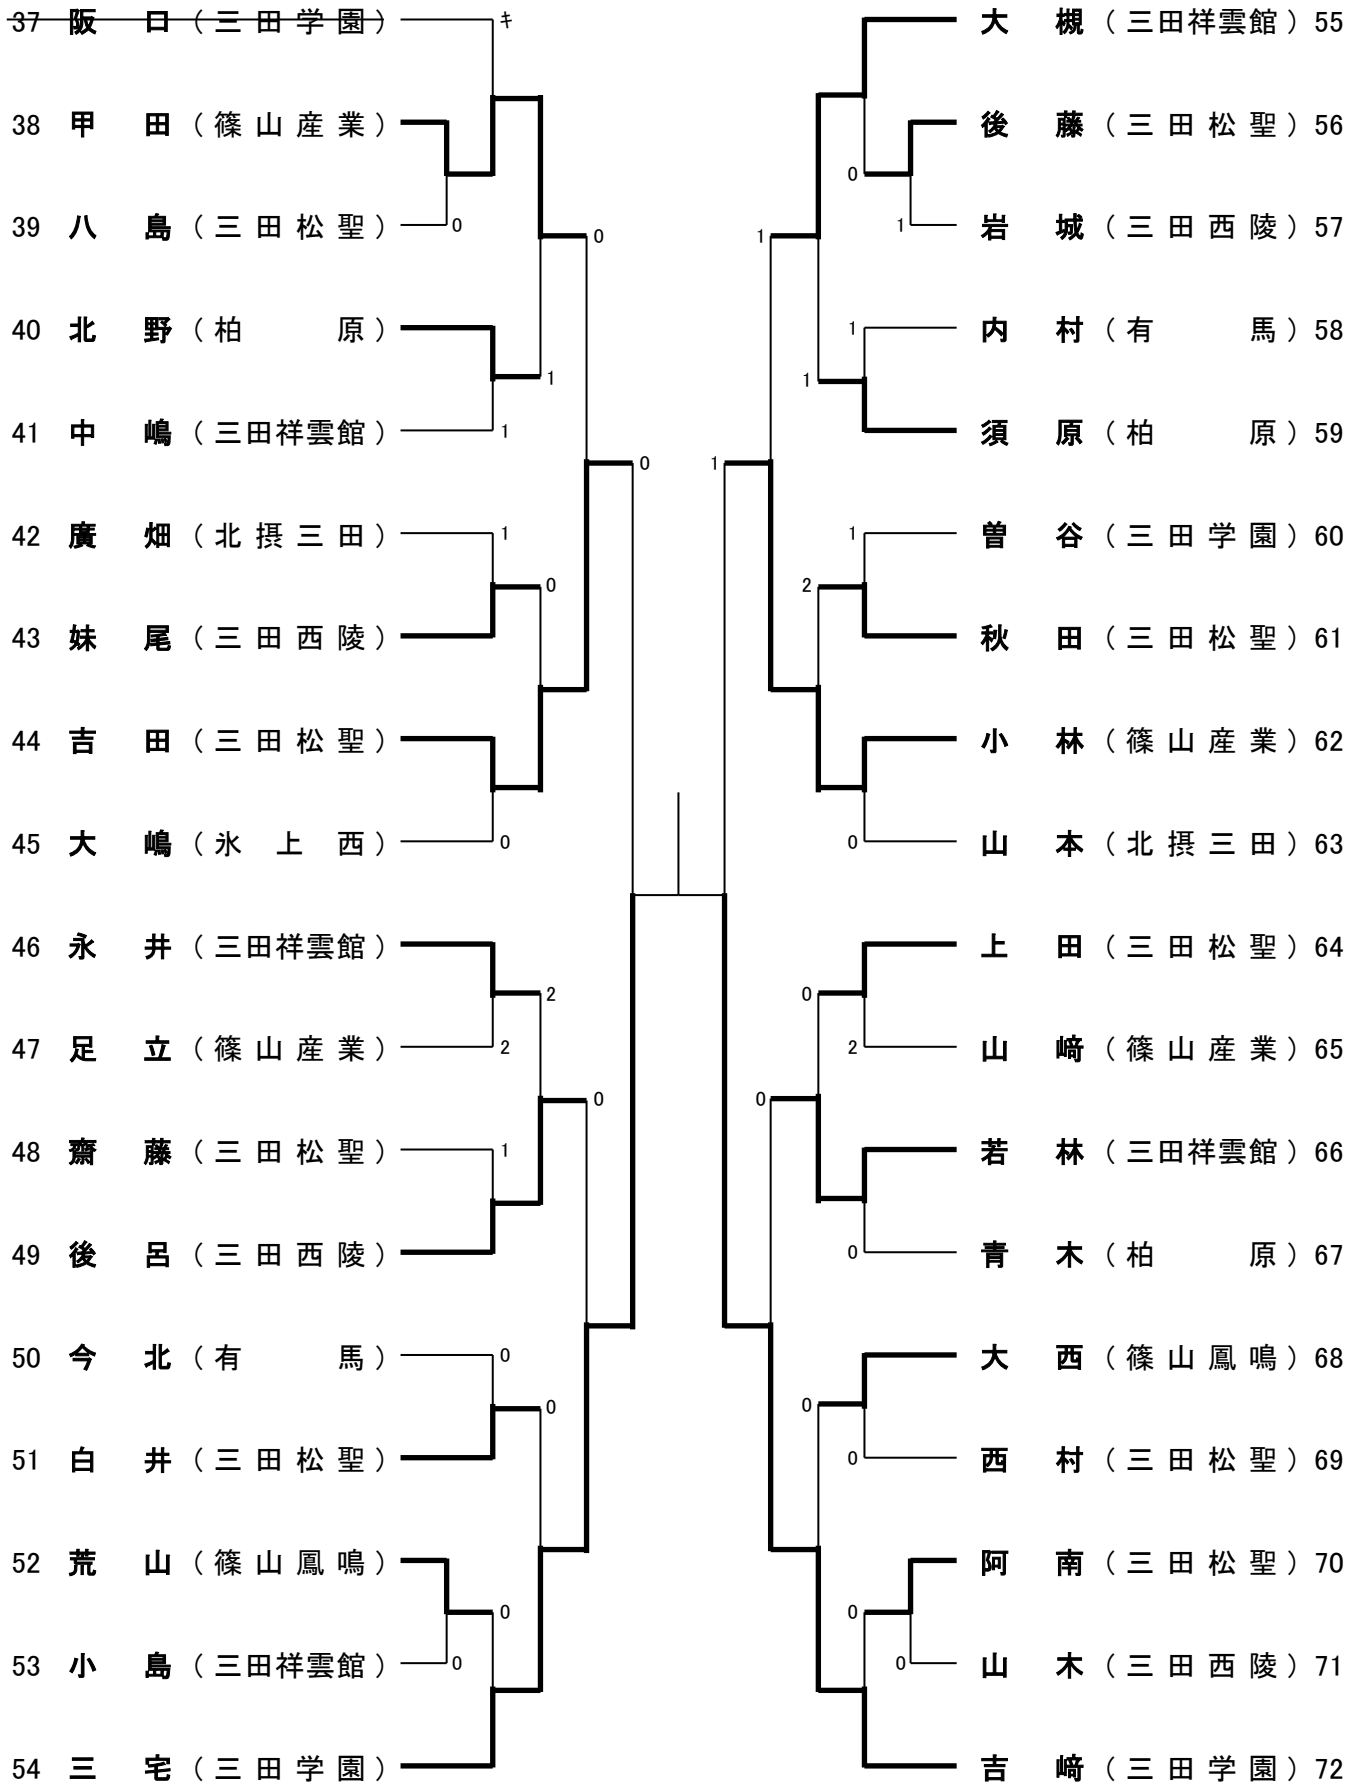 37 阪 口 （ 三 田 学 園 ） キ
38 甲 田 （ 篠 山 産 業 ）
39 八 島 （ 三 田 松 聖 ） 0
0
40 北 野 （ 柏 原 ）
1
41 中 嶋 （ 三田祥雲館 ） 1
0
42 廣 畑 （ 北 摂 三 田 ） 1
0
43 妹 尾 （ 三 田 西 陵 ）
44 吉 田 （ 三 田 松 聖 ）
45 大 嶋 （ 氷 上 西 ） 0
46 永 井 （ 三田祥雲館 ）
2
47 足 立 （ 篠 山 産 業 ） 2
0
48 齋 藤 （ 三 田 松 聖 ） 1
49 後 呂 （ 三 田 西 陵 ）
50 今 北 （ 有 馬 ） 0
0
51 白 井 （ 三 田 松 聖 ）
52 荒 山 （ 篠 山 鳳 鳴 ）
0
53 小 島 （ 三田祥雲館 ） 0
54 三 宅 （ 三 田 学 園 ）
大 槻 （ 三田祥雲館 ） 55
後 藤 （ 三 田 松 聖 ） 56
0
1 岩 城 （ 三 田 西 陵 ） 57
1
1 内 村 （ 有 馬 ） 58
1
須 原 （ 柏 原 ） 59
1
1 曽 谷 （ 三 田 学 園 ） 60
2
秋 田 （ 三 田 松 聖 ） 61
小 林 （ 篠 山 産 業 ） 62
0 山 本 （ 北 摂 三 田 ） 63
上 田 （ 三 田 松 聖 ） 64
0
2 山 﨑 （ 篠 山 産 業 ） 65
0
若 林 （ 三田祥雲館 ） 66
0 青 木 （ 柏 原 ） 67
大 西 （ 篠 山 鳳 鳴 ） 68
0
0 西 村 （ 三 田 松 聖 ） 69
阿 南 （ 三 田 松 聖 ） 70
0
0 山 木 （ 三 田 西 陵 ） 71
吉 﨑 （ 三 田 学 園 ） 72